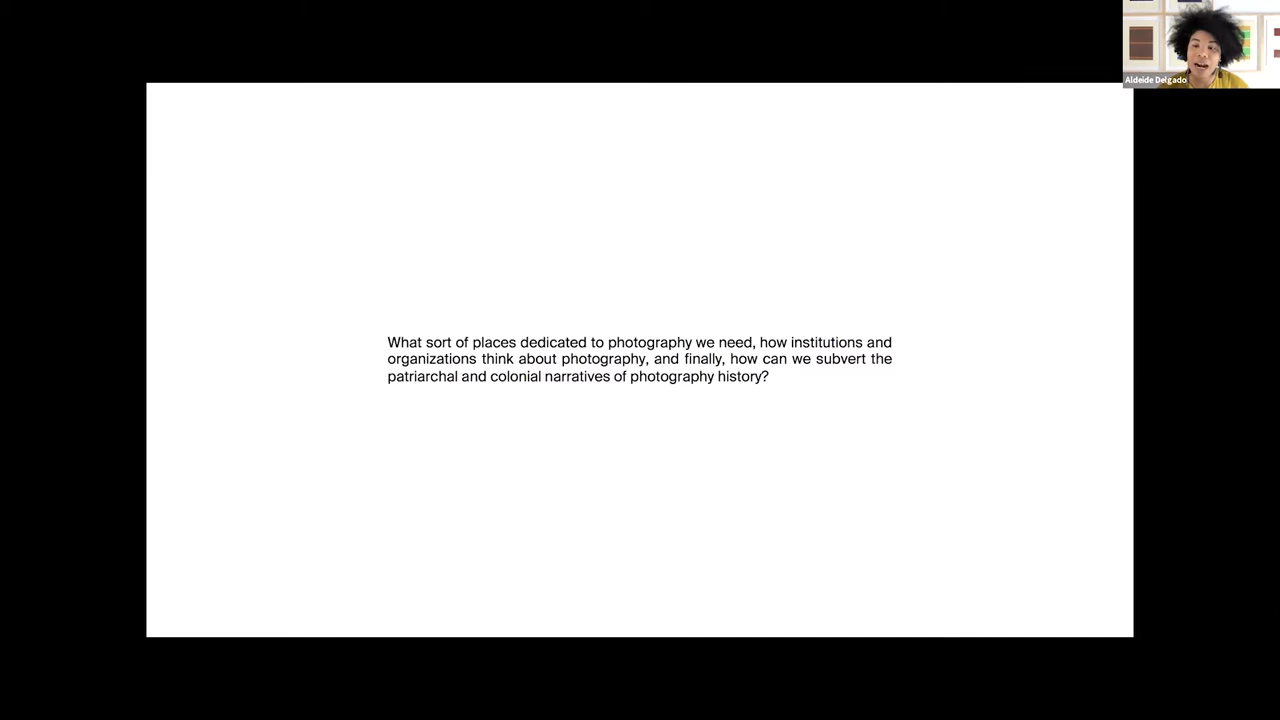 Aldeide Delgado
What sort of places dedicated to photography we need, how institutions and
organizations think about photography, and finally, how can we subvert the
patriarchal and colonial narratives of photography history?